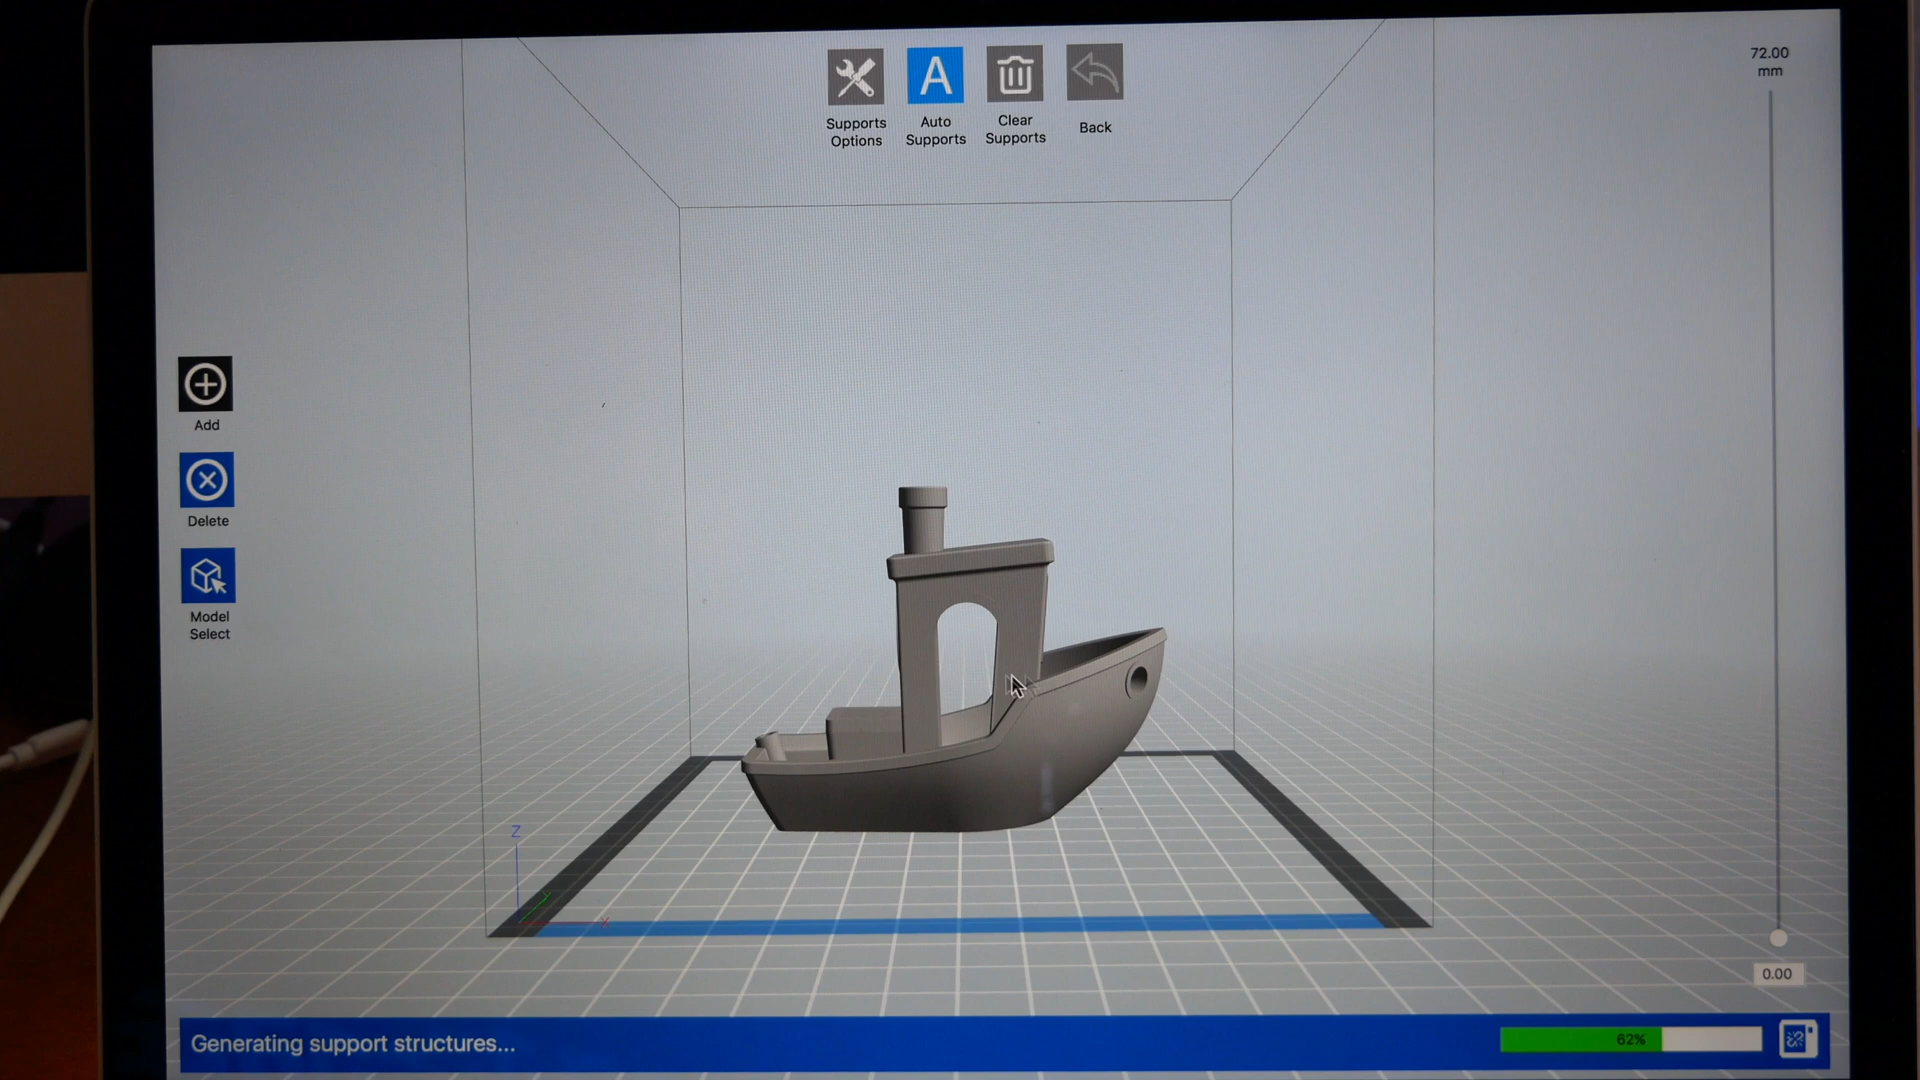 72.00
mm
Supports
Options
A
Auto
Supports
Clear
Supports
Back
Add
Delete
Model
Select
Z
Y
X
0.00
Generating support structures...
62%